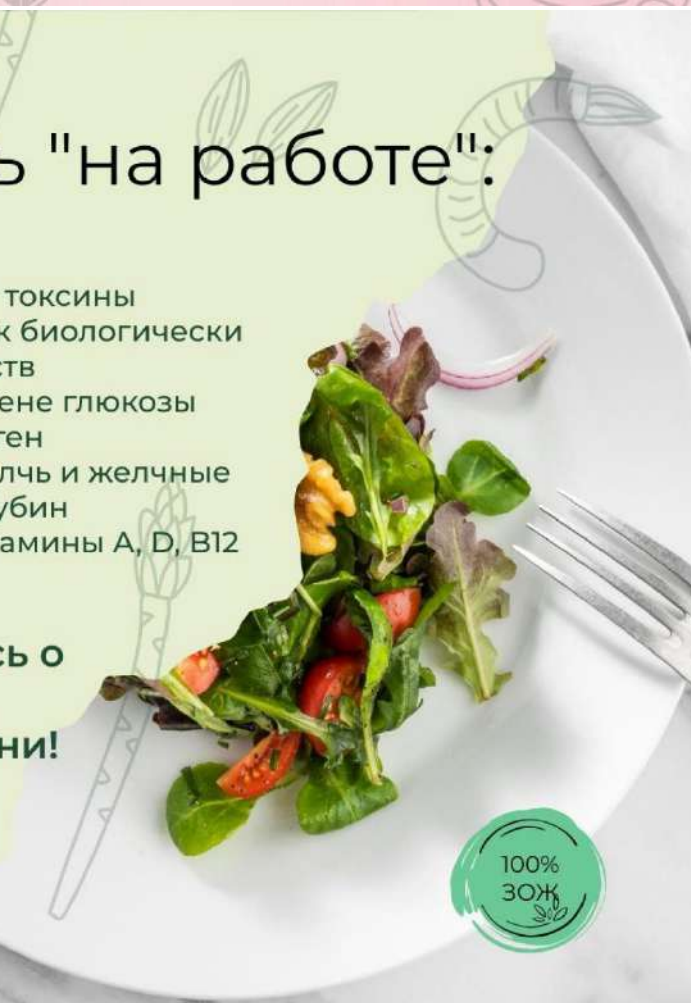 ь "на работе":
токсины
к биологически
ств
ене глюкозы
ген
лчь и желчные
убин
амины A, D, B12
сь о
ни!
100%
ЗОЖ